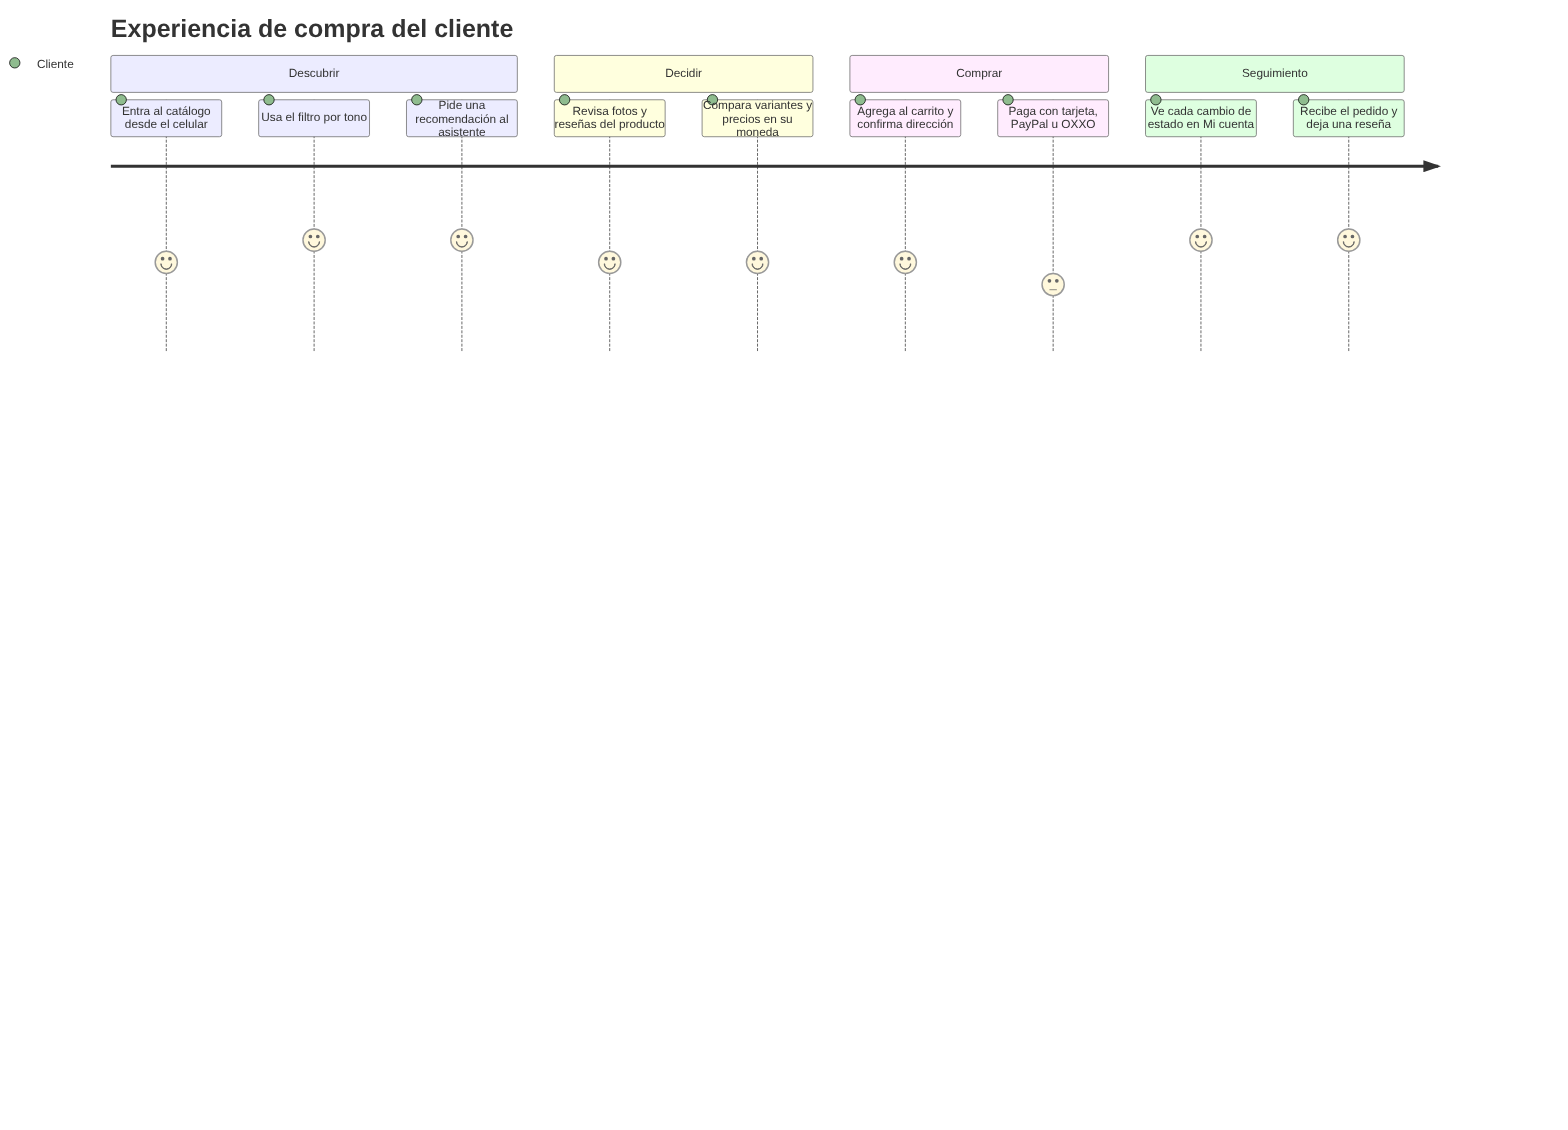 Experiencia de compra del cliente
Cliente
Descubrir
Decidir
Comprar
Seguimiento
Entra al catálogo
desde el celular
Usa el filtro por tono
Pide una
recomendación al
asistente
Revisa fotos y
reseñas del producto
Compara variantes y
precios en su
moneda
Agrega al carrito y
confirma dirección
Paga con tarjeta,
PayPal u OXXO
Ve cada cambio de
estado en Mi cuenta
Recibe el pedido y
deja una reseña